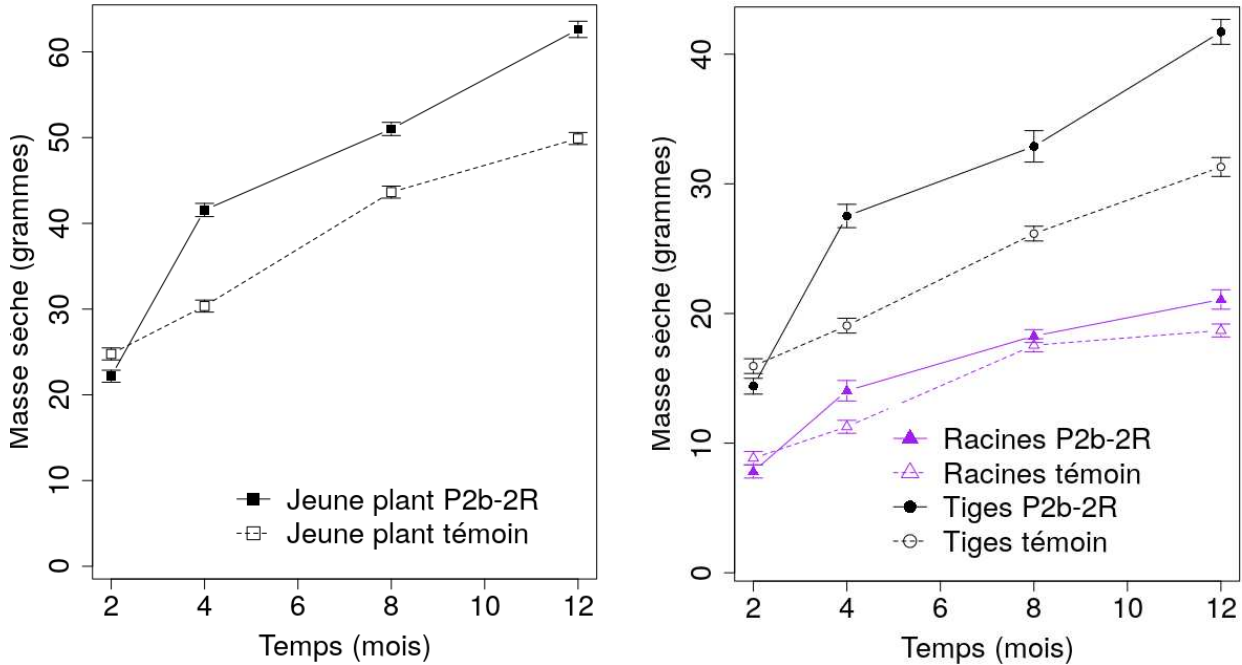 Masse sèche (grammes)
60
50
40
30
20
10
0
Jeune plant P2b-2R
Jeune plant témoin
2 4 6 8 10 12
Temps (mois)
Masse sèche (grammes)
40
30
20
10
0
Racines P2b-2R
Racines témoin
Tiges P2b-2R
Tiges témoin
2 4 6 8 10 12
Temps (mois)